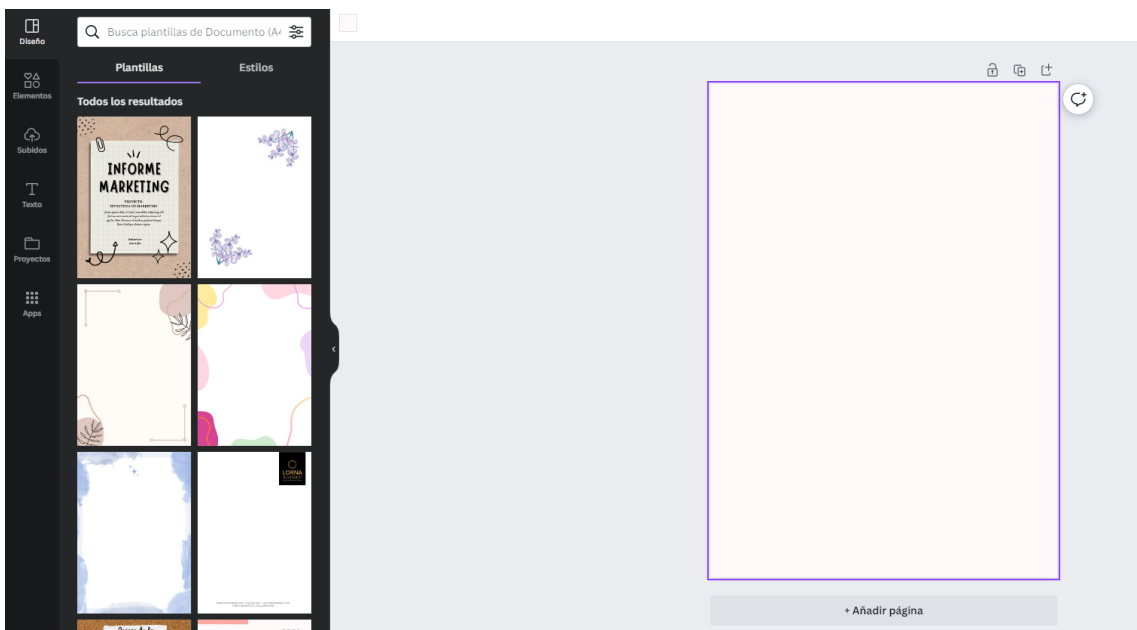 Diseño
Elementos
Subidos
Texto
Proyectos
Apps
Busca plantillas de Documento (A4
Plantillas
Estilos
Todos los resultados
INFORME
MARKETING
LORNA
+ Añadir página